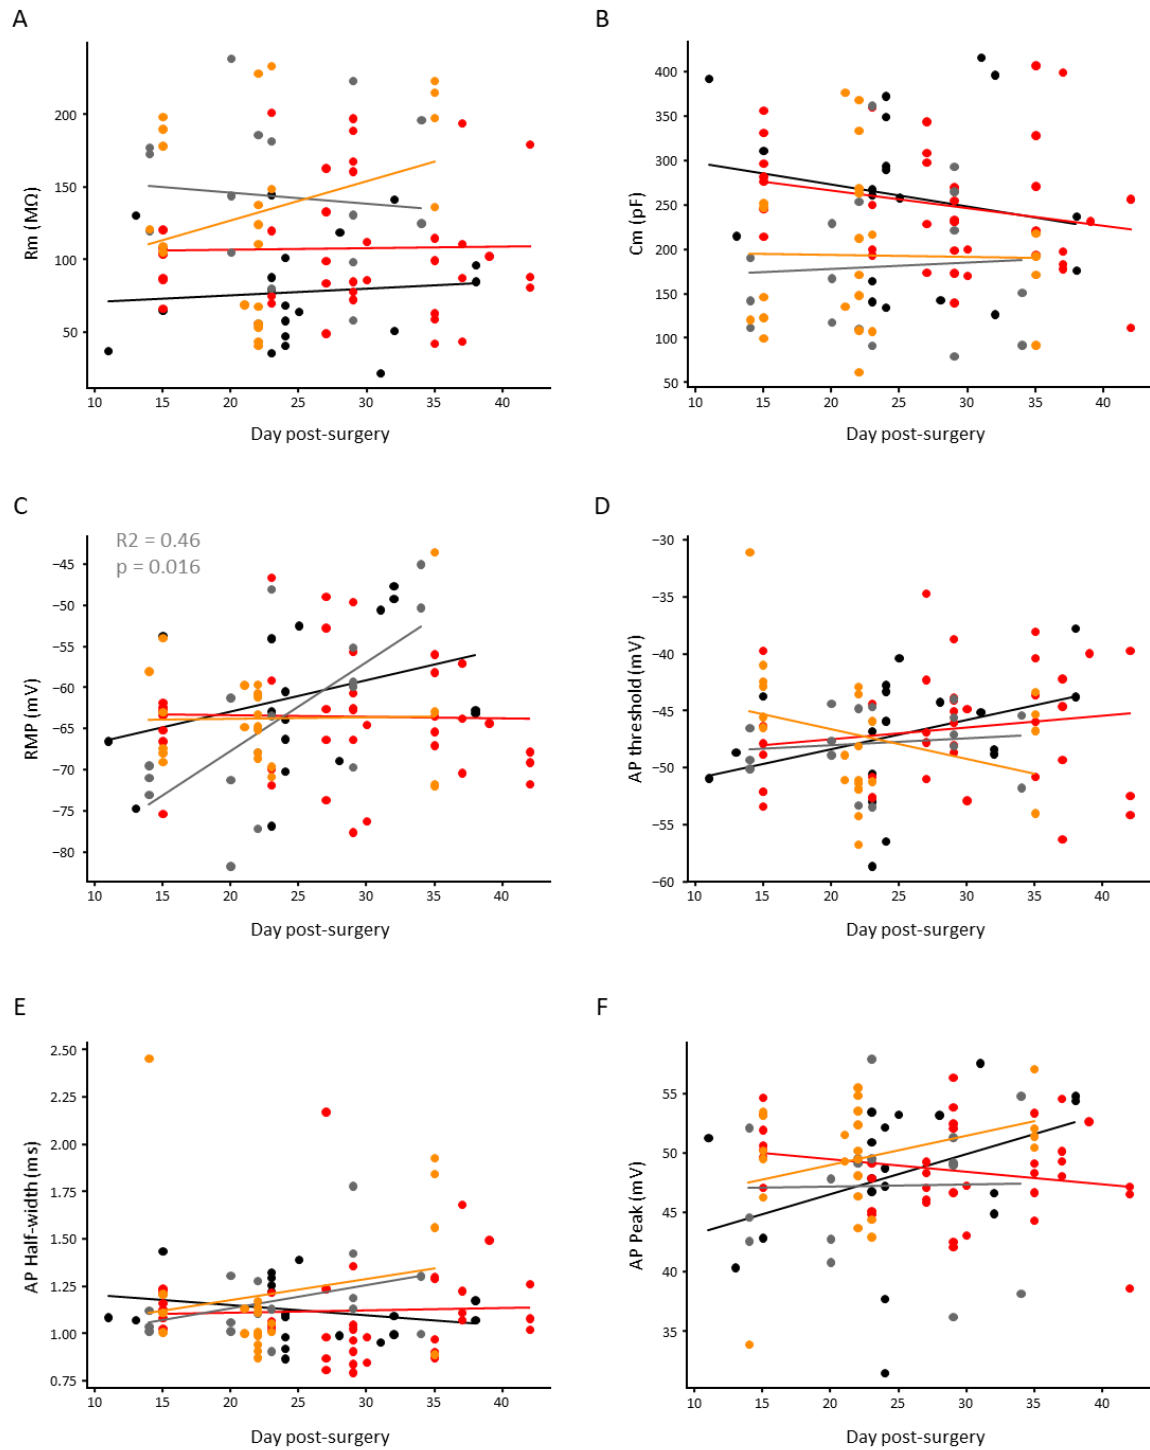 A
B
200
150
100
50
Rm (MΩ)
10 15 20 25 30 35 40
Day post-surgery
400
350
300
250
200
150
100
50
Cm (pF)
10 15 20 25 30 35 40
Day post-surgery
C
D
R2 = 0.46
p = 0.016
−45
−50
−55
−60
−65
−70
−75
−80
RMP (mV)
10 15 20 25 30 35 40
Day post-surgery
−30
−35
−40
−45
−50
−55
−60
AP threshold (mV)
10 15 20 25 30 35 40
Day post-surgery
E
F
2.50
2.25
2.00
1.75
1.50
1.25
1.00
0.75
AP Half-width (ms)
10 15 20 25 30 35 40
Day post-surgery
55
50
45
40
35
AP Peak (mV)
10 15 20 25 30 35 40
Day post-surgery